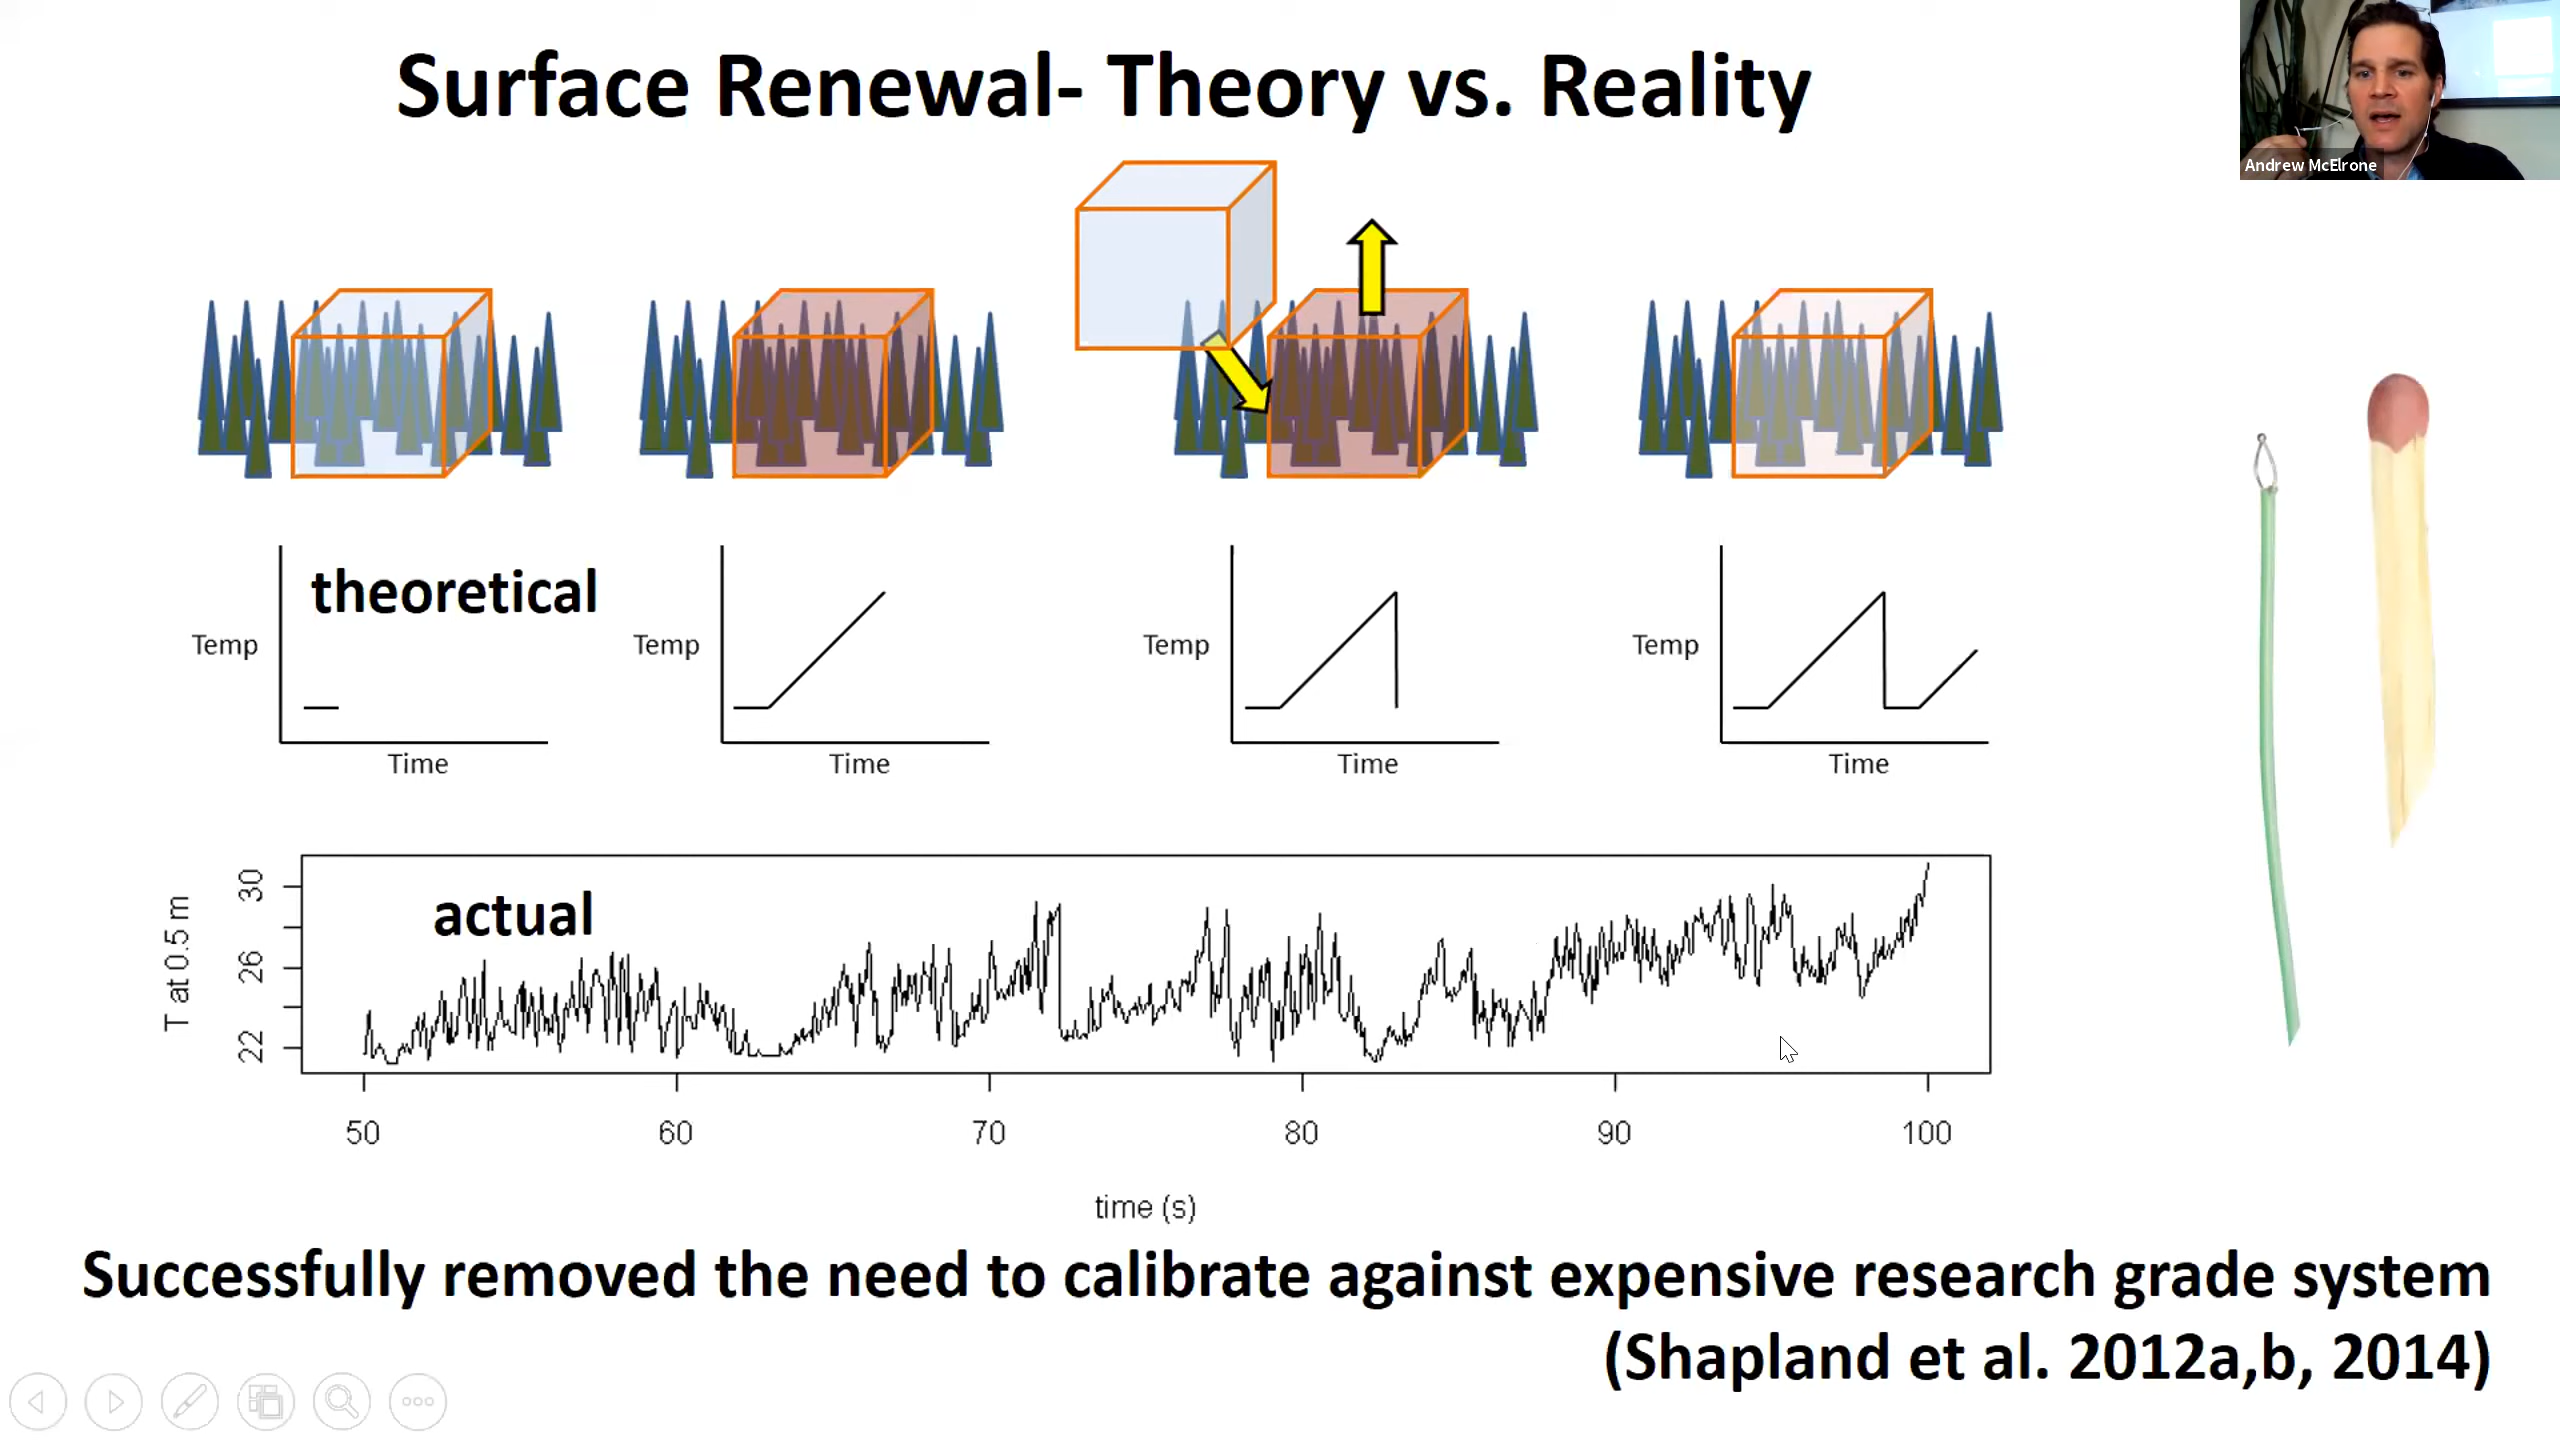 Surface Renewal- Theory vs. Reality
Andrew McElrone
theoretical
Temp
Time
Temp
Time
Temp
Time
Temp
Time
actual
T at 0.5 m
30
26
22
50 60 70 80 90 100
time (s)
Successfully removed the need to calibrate against expensive research grade system
(Shapland et al. 2012a,b, 2014)